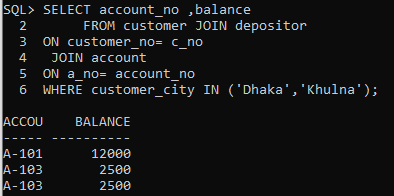 SQL> SELECT account_no ,balance
  2       FROM customer JOIN depositor
  3  ON customer_no= c_no
  4   JOIN account
  5  ON a_no= account_no
  6  WHERE customer_city IN ('Dhaka','Khulna');
ACCOU    BALANCE
----- ----------
A-101      12000
A-103       2500
A-103       2500